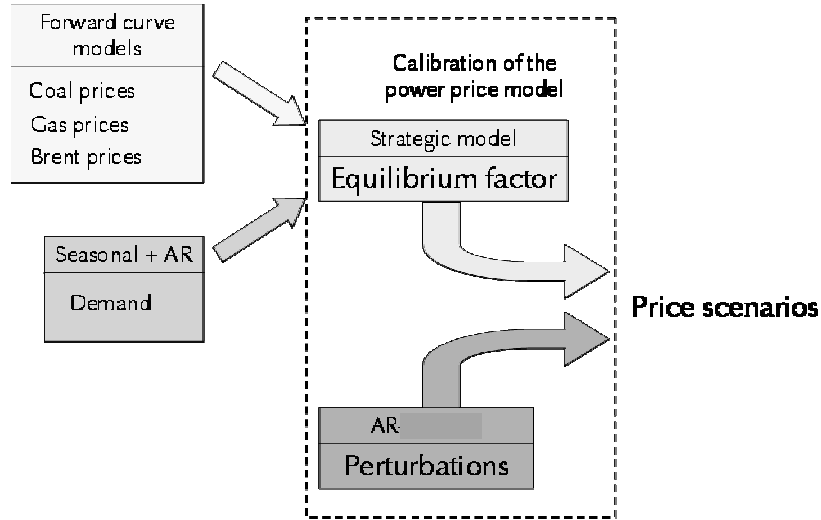 Forward curve
models
Coal prices
Gas prices
Brent prices
Seasonal + AR
Demand
Calibration of the
power price model
Strategic model
Equilibrium factor
AR-
Perturbations
Price scenarios